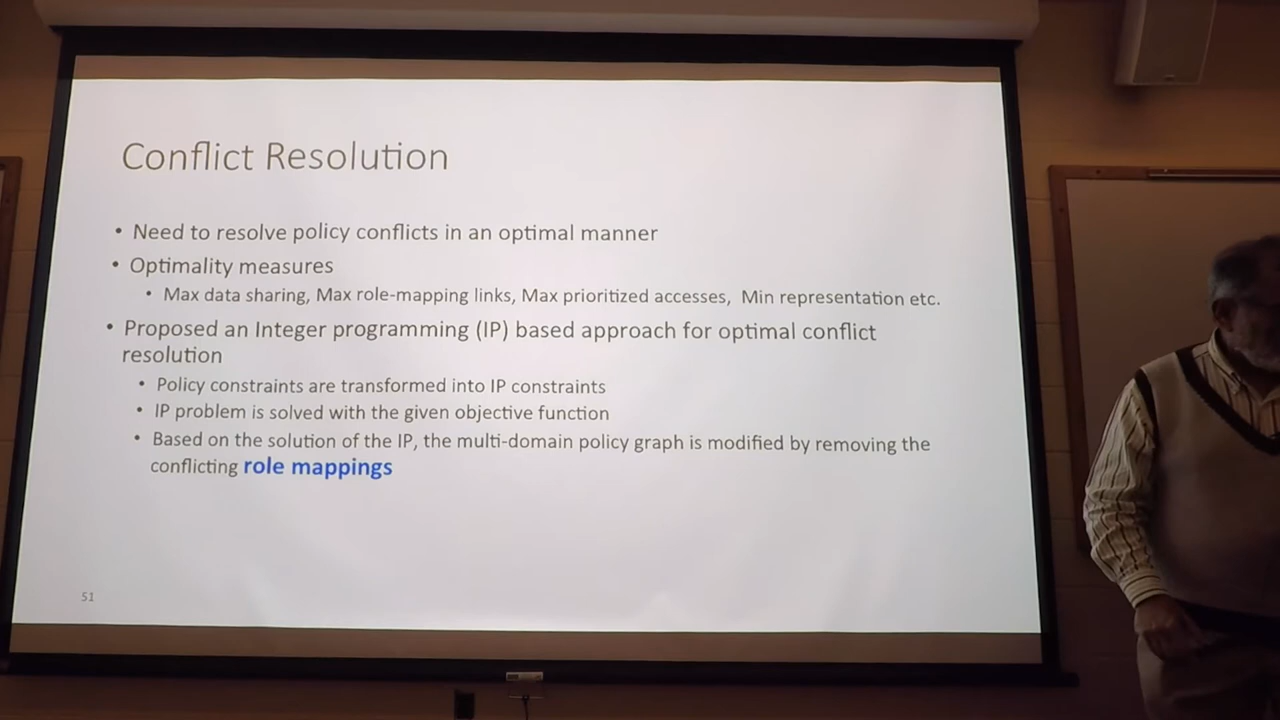 Conflict Resolution
• Need to resolve policy conflicts in an optimal manner
• Optimality measures
• Max data sharing, Max role-mapping links, Max prioritized accesses, Min representation etc.
• Proposed an Integer programming (IP) based approach for optimal conflict
resolution
• Policy constraints are transformed into IP constraints
• IP problem is solved with the given objective function
• Based on the solution of the IP, the multi-domain policy graph is modified by removing the
conflicting role mappings
51